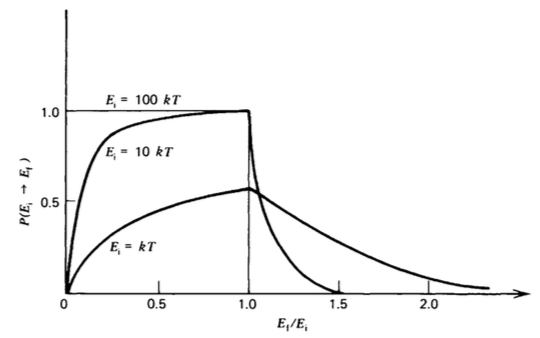 E_i = 100 kT
1.0
E_i = 10 kT
P(E_i → E_f)
0.5
E_i = kT
0 0.5 1.0 1.5 2.0
E_f/E_i